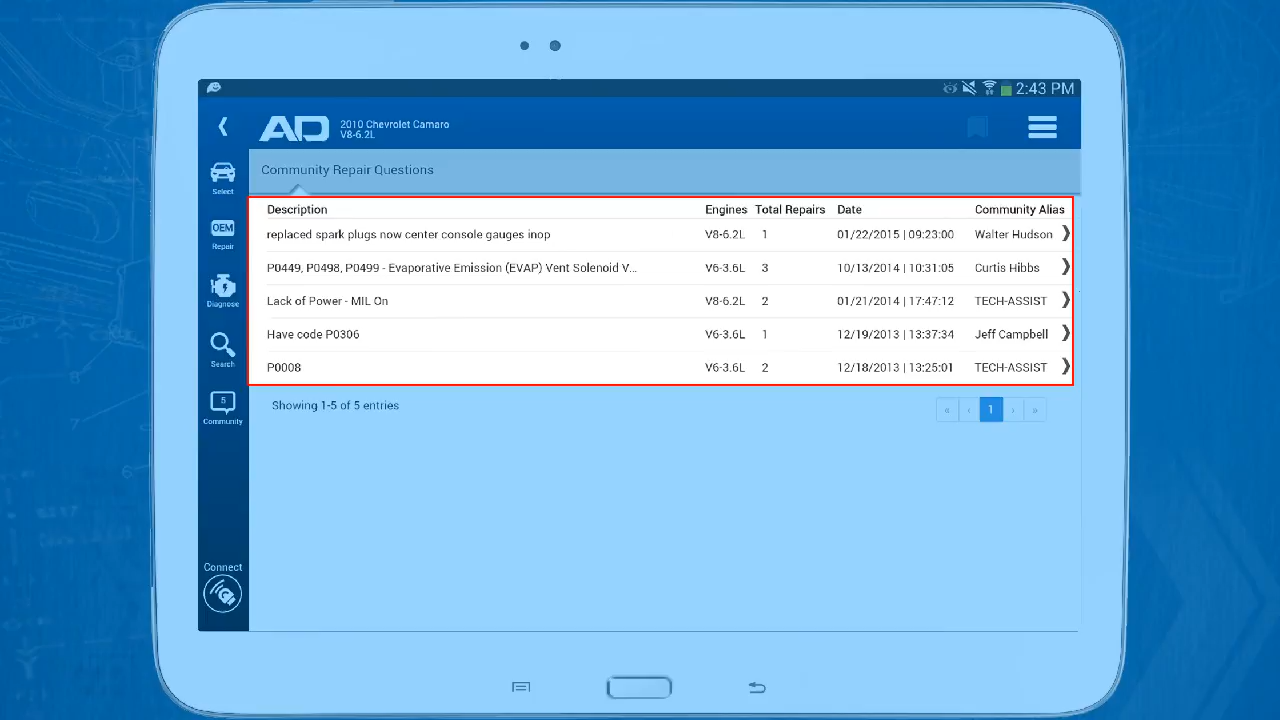 2:43 PM
AD
2010 Chevrolet Camaro
V8-6.2L
Select
OEM
Repair
Diagnose
Search
5
Community
Connect
Community Repair Questions
Description Engines Total Repairs Date Community Alias
replaced spark plugs now center console gauges inop V8-6.2L 1 01/22/2015 | 09:23:00 Walter Hudson
P0449, P0498, P0499 - Evaporative Emission (EVAP) Vent Solenoid V... V6-3.6L 3 10/13/2014 | 10:31:05 Curtis Hibbs
Lack of Power - MIL On V8-6.2L 2 01/21/2014 | 17:47:12 TECH-ASSIST
Have code P0306 V6-3.6L 1 12/19/2013 | 13:37:34 Jeff Campbell
P0008 V6-3.6L 2 12/18/2013 | 13:25:01 TECH-ASSIST
Showing 1-5 of 5 entries
« ‹ 1 › »